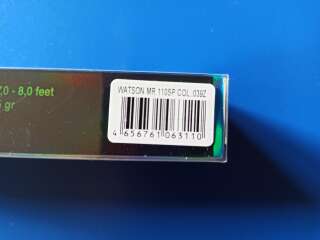 WATSON MR 110SP COL.:039Z
4 656761 063110
,0 - 8,0 feet
gr